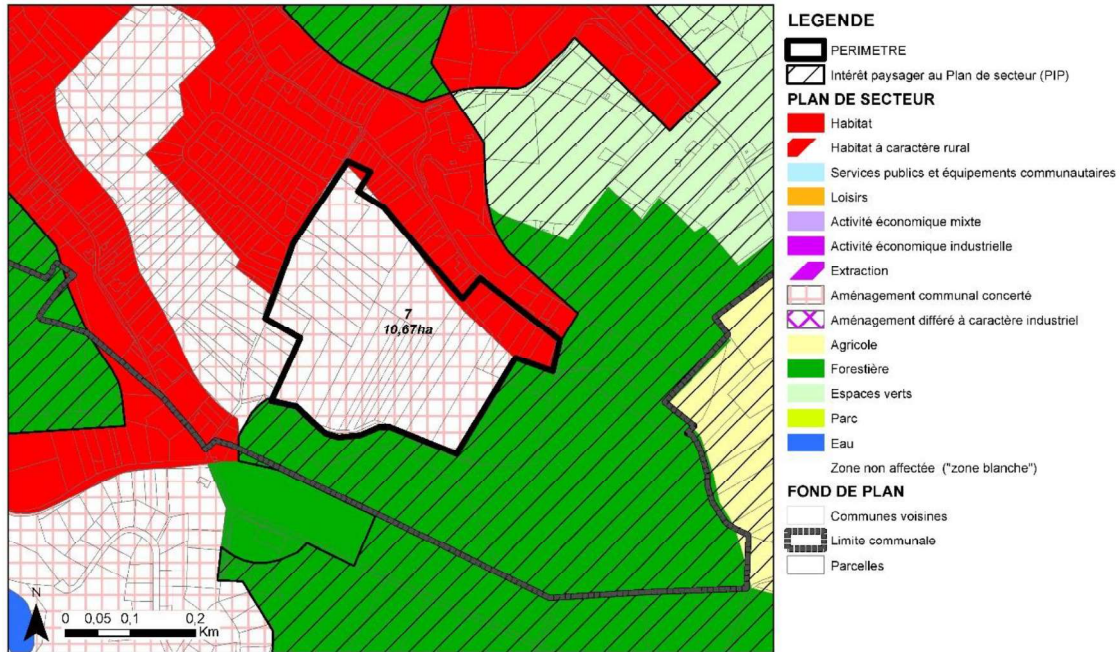 7
10,67ha
N
0 0,05 0,1 0,2
Km
LEGENDE
PERIMETRE
Intérêt paysager au Plan de secteur (PIP)
PLAN DE SECTEUR
Habitat
Habitat à caractère rural
Services publics et équipements communautaires
Loisirs
Activité économique mixte
Activité économique industrielle
Extraction
Aménagement communal concerté
Aménagement différé à caractère industriel
Agricole
Forestière
Espaces verts
Parc
Eau
Zone non affectée ("zone blanche")
FOND DE PLAN
Communes voisines
Limite communale
Parcelles